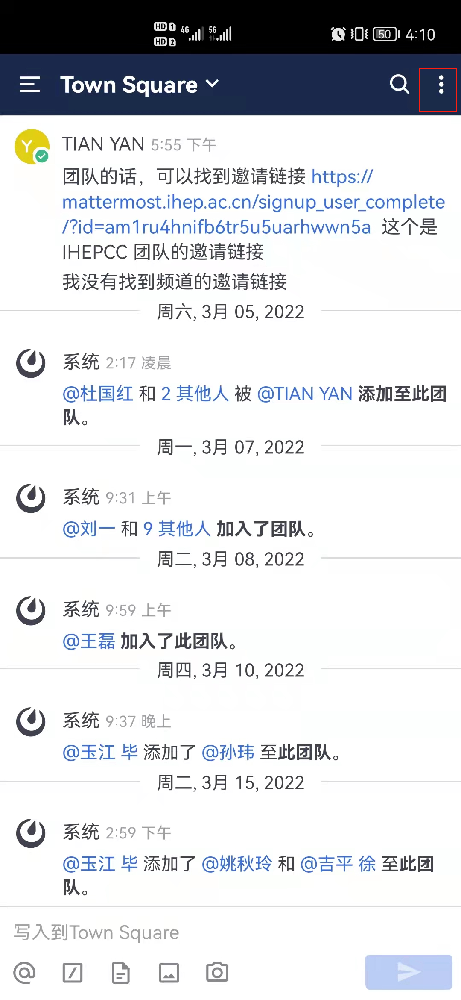 HD 1 4G 5G 50 4:10
HD 2
Town Square
Y TIAN YAN 5:55 下午
团队的话，可以找到邀请链接 https://
mattermost.ihep.ac.cn/signup_user_complete
/?id=am1ru4hnifb6tr5u5uarhwwn5a 这个是
IHEPCC 团队的邀请链接
我没有找到频道的邀请链接
周六, 3月 05, 2022
系统 2:17 凌晨
@杜国红 和 2 其他人 被 @TIAN YAN 添加至此团
队。
周一, 3月 07, 2022
系统 9:31 上午
@刘一 和 9 其他人 加入了团队。
周二, 3月 08, 2022
系统 9:59 上午
@王磊 加入了此团队。
周四, 3月 10, 2022
系统 9:37 晚上
@玉江 毕 添加了 @孙玮 至此团队。
周二, 3月 15, 2022
系统 2:59 下午
@玉江 毕 添加了 @姚秋玲 和 @吉平 徐 至此团
队。
写入到Town Square